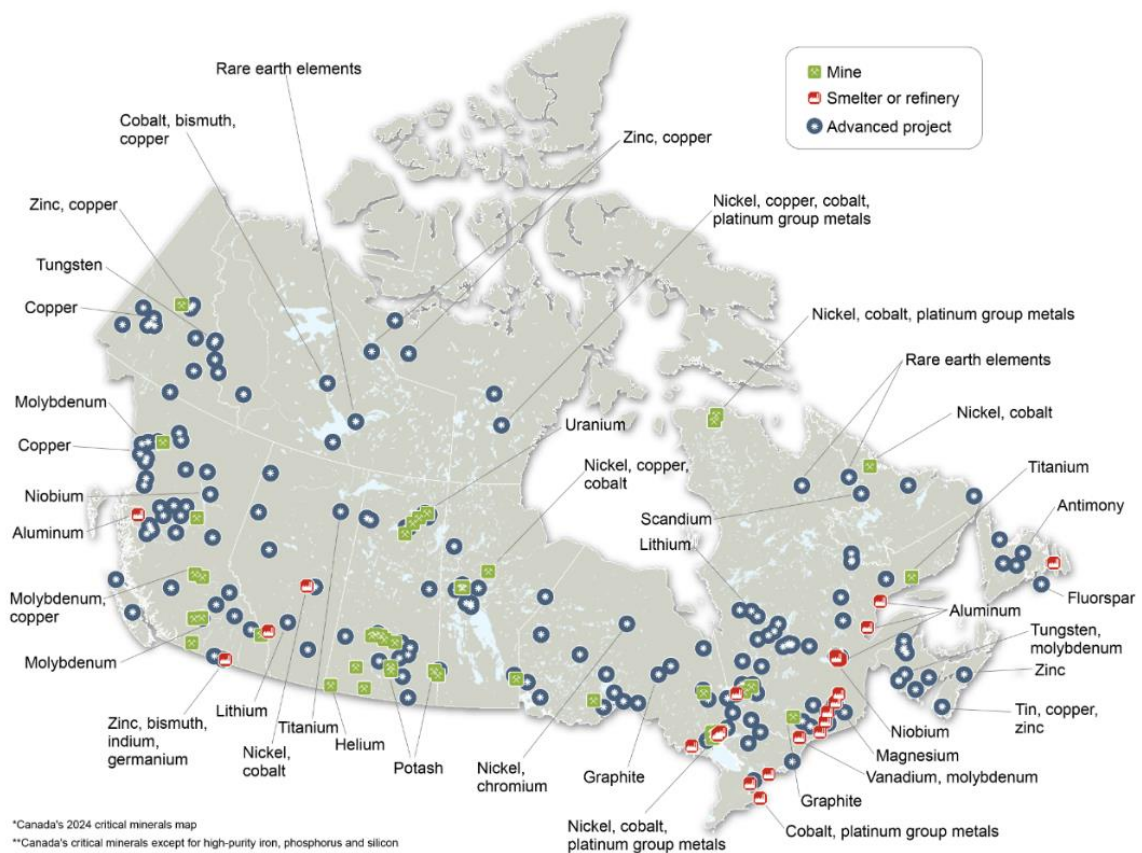 Rare earth elements
Cobalt, bismuth,
copper
Zinc, copper
Tungsten
Copper
Molybdenum
Copper
Niobium
Aluminum
Molybdenum,
copper
Molybdenum
Zinc, bismuth,
indium,
germanium
Lithium
Nickel,
cobalt
Titanium
Helium
Potash
Nickel,
chromium
Graphite
Nickel, cobalt,
platinum group
metals
Zinc, copper
Nickel, copper, cobalt,
platinum group metals
Uranium
Nickel, copper,
cobalt
Mine
Smelter or refinery
Advanced project
Nickel, cobalt, platinum group metals
Rare earth elements
Nickel, cobalt
Titanium
Scandium
Antimony
Lithium
Fluorspar
Aluminum
Tungsten,
molybdenum
Zinc
Tin, copper,
zinc
Niobium
Magnesium
Vanadium, molybdenum
Graphite
Cobalt, platinum group metals
*Canada's 2024 critical minerals map
**Canada's critical minerals except for high-purity iron, phosphorus and silicon